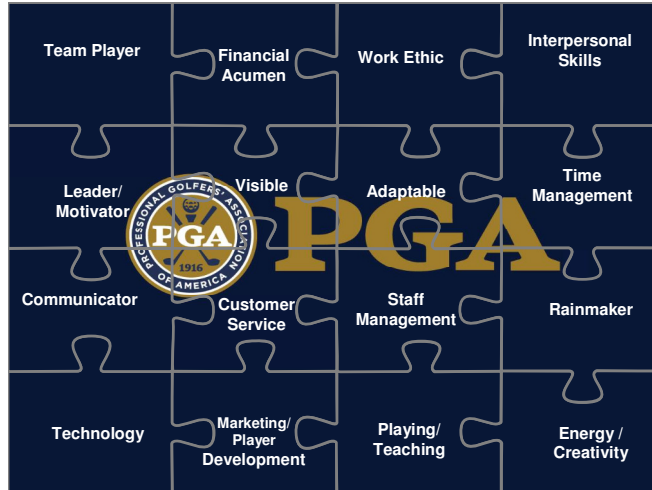 Team Player
Financial
Acumen
Work Ethic
Interpersonal
Skills
Leader/
Motivator
Visible
Adaptable
Time
Management
PROFESSIONAL GOLFERS' ASSOCIATION
PGA
1916
OF AMERICA
PGA
Communicator
Customer
Service
Staff
Management
Rainmaker
Technology
Marketing/
Player
Development
Playing/
Teaching
Energy /
Creativity